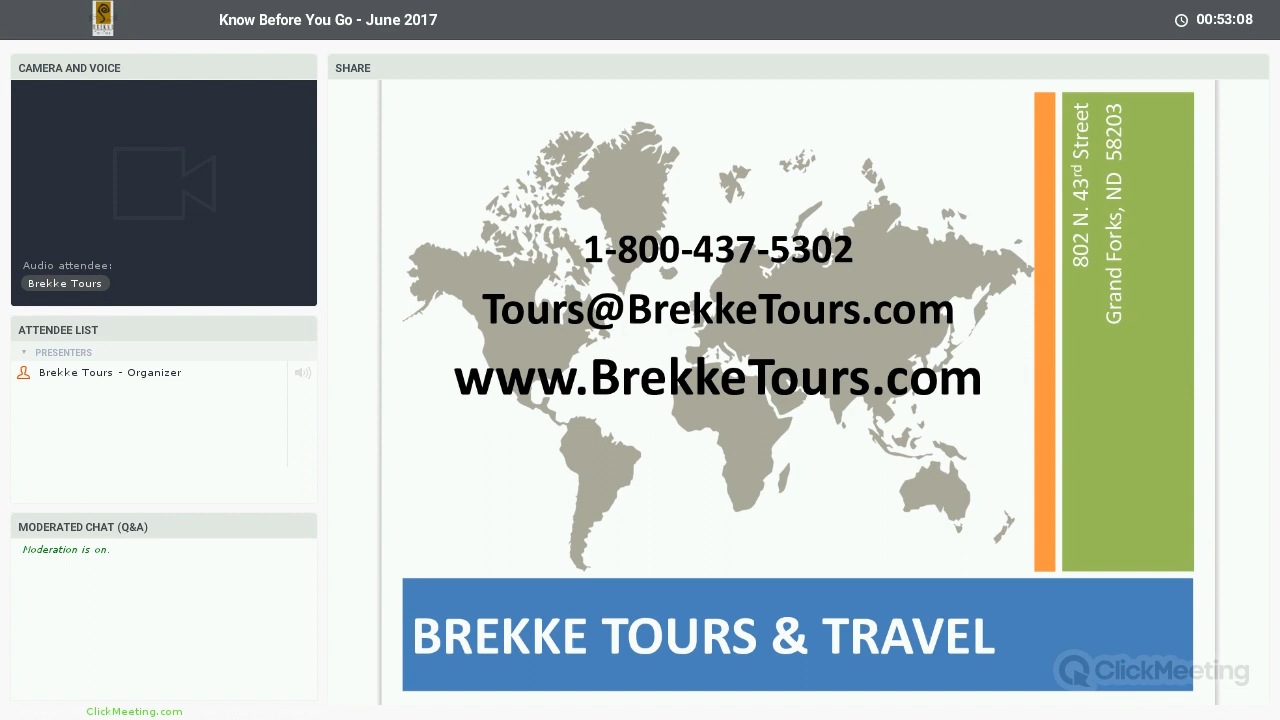 Know Before You Go - June 2017
00:53:08
CAMERA AND VOICE
Audio attendee:
Brekke Tours
ATTENDEE LIST
PRESENTERS
Brekke Tours - Organizer
MODERATED CHAT (Q&A)
Moderation is on.
ClickMeeting.com
SHARE
1-800-437-5302
Tours@BrekkeTours.com
www.BrekkeTours.com
802 N. 43rd Street
Grand Forks, ND 58203
BREKKE TOURS & TRAVEL
ClickMeeting